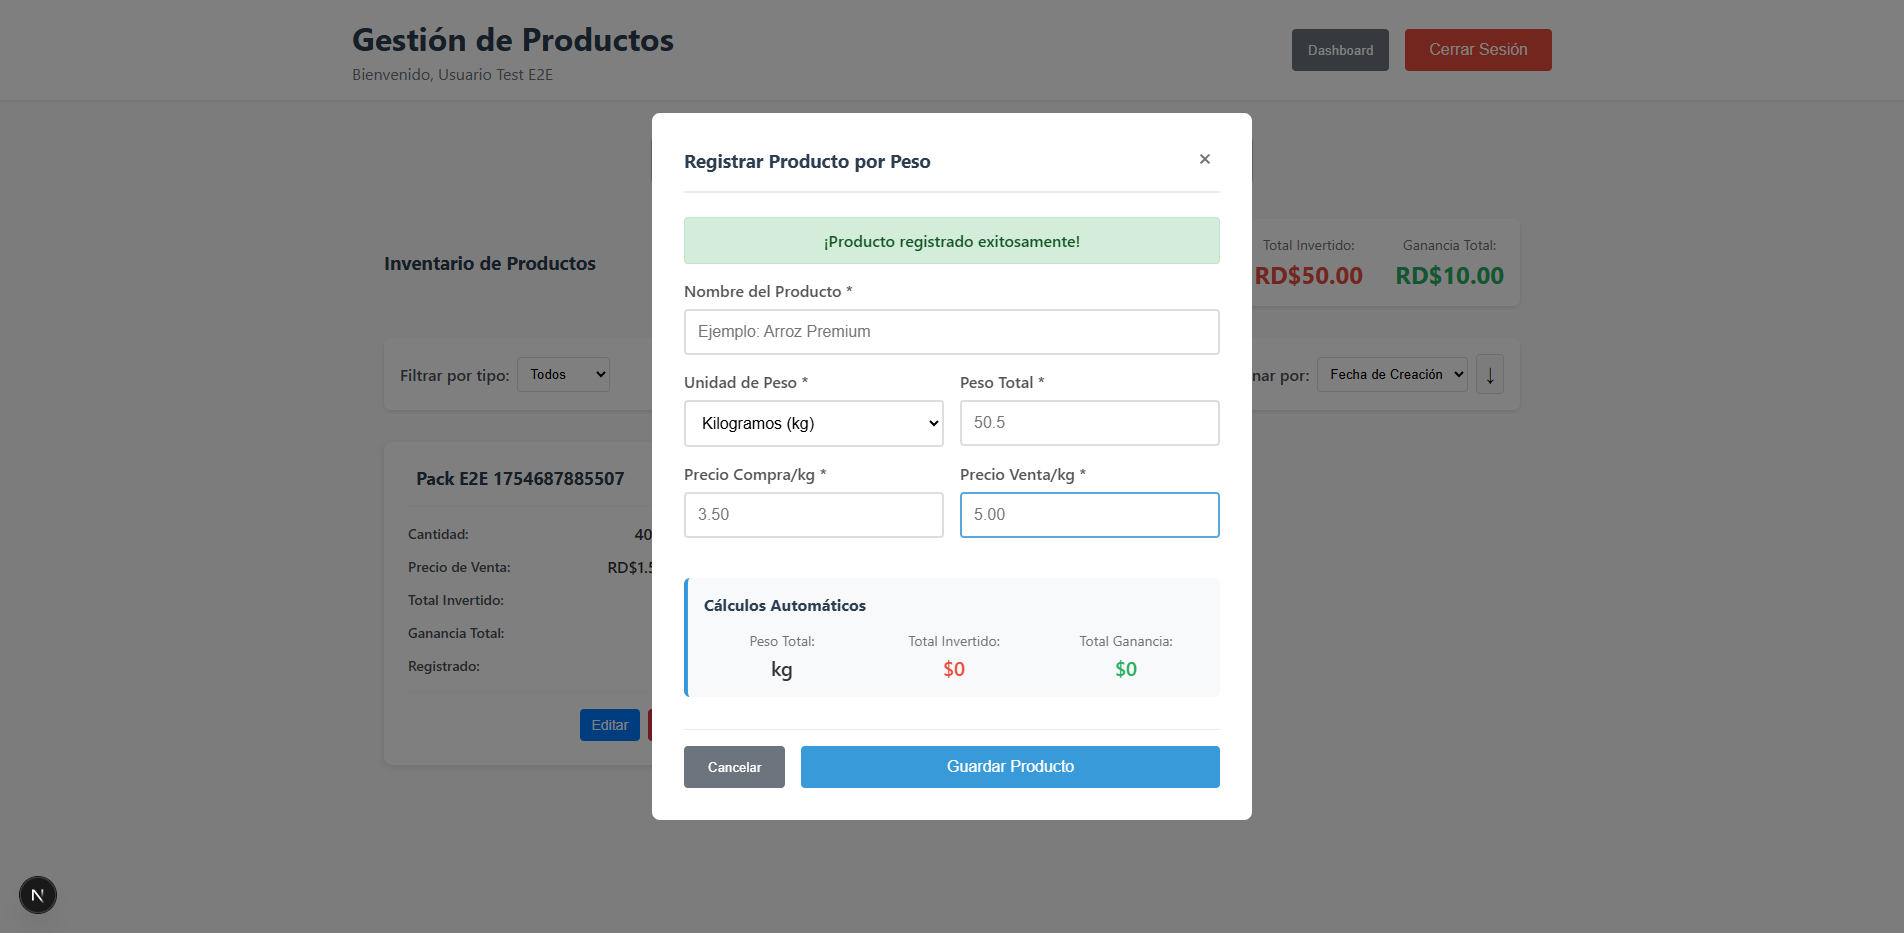 Gestión de Productos
Bienvenido, Usuario Test E2E
Dashboard
Cerrar Sesión
Registrar Producto por Peso
×
¡Producto registrado exitosamente!
Nombre del Producto *
Ejemplo: Arroz Premium
Unidad de Peso *
Peso Total *
Kilogramos (kg)
50.5
Precio Compra/kg *
Precio Venta/kg *
3.50
5.00
Cálculos Automáticos
Peso Total:
Total Invertido:
Total Ganancia:
kg
$0
$0
Cancelar
Guardar Producto
Inventario de Productos
Total Invertido:
Ganancia Total:
RD$50.00
RD$10.00
Filtrar por tipo:
Todos
nar por:
Fecha de Creación
↓
Pack E2E 1754687885507
Cantidad:
40
Precio de Venta:
RD$1.5
Total Invertido:
Ganancia Total:
Registrado:
Editar
N